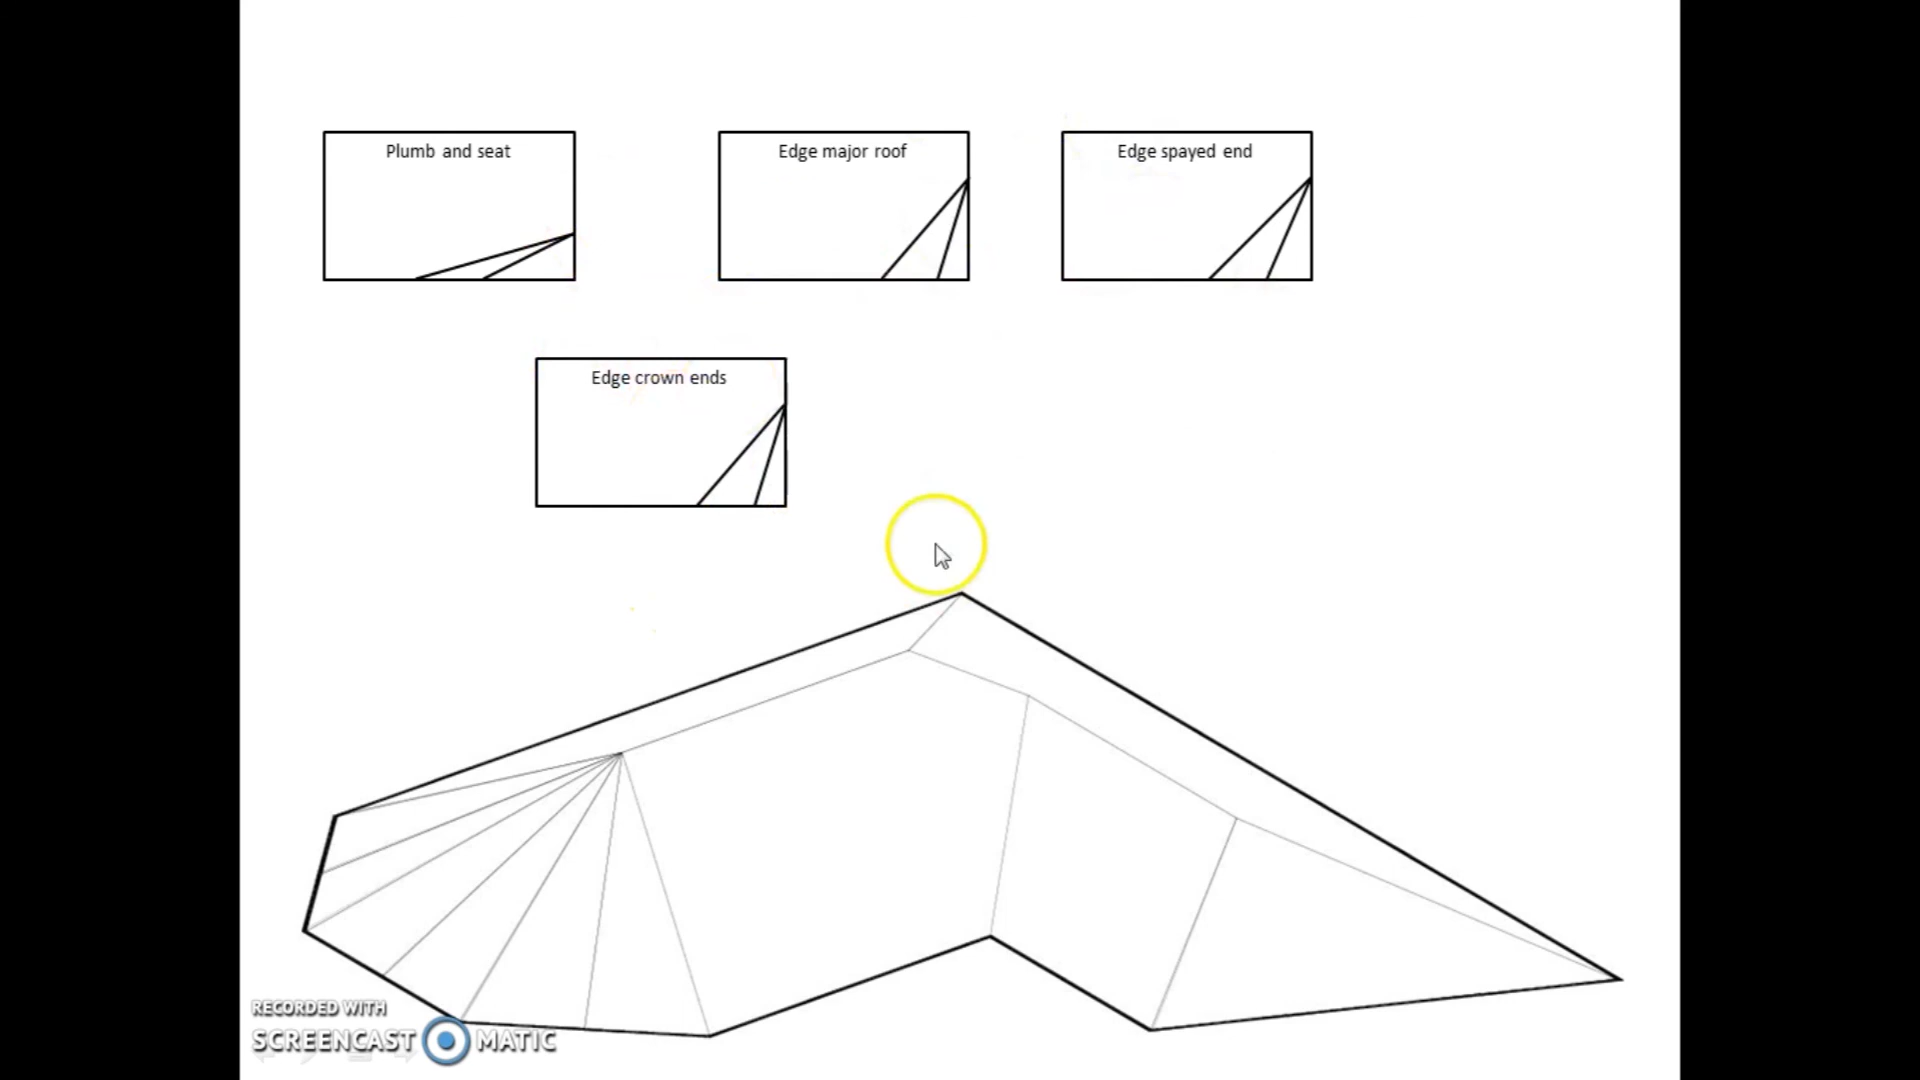 Plumb and seat
Edge major roof
Edge spayed end
Edge crown ends
RECORDED WITH
SCREENCAST MATIC